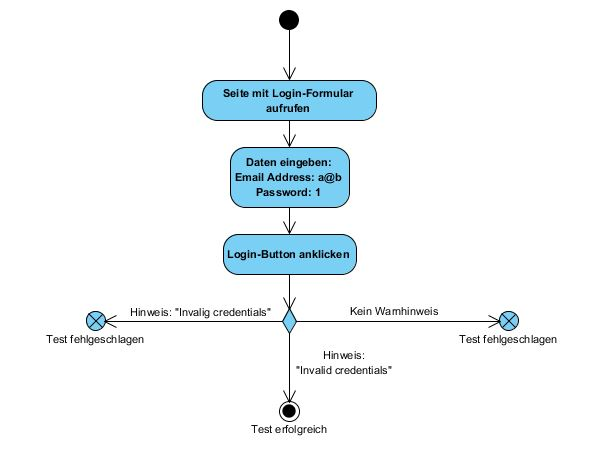 Seite mit Login-Formular
aufrufen
Daten eingeben:
Email Address: a@b
Password: 1
Login-Button anklicken
Hinweis: "Invalig credentials"
Kein Warnhinweis
Test fehlgeschlagen
Test fehlgeschlagen
Hinweis:
"Invalid credentials"
Test erfolgreich